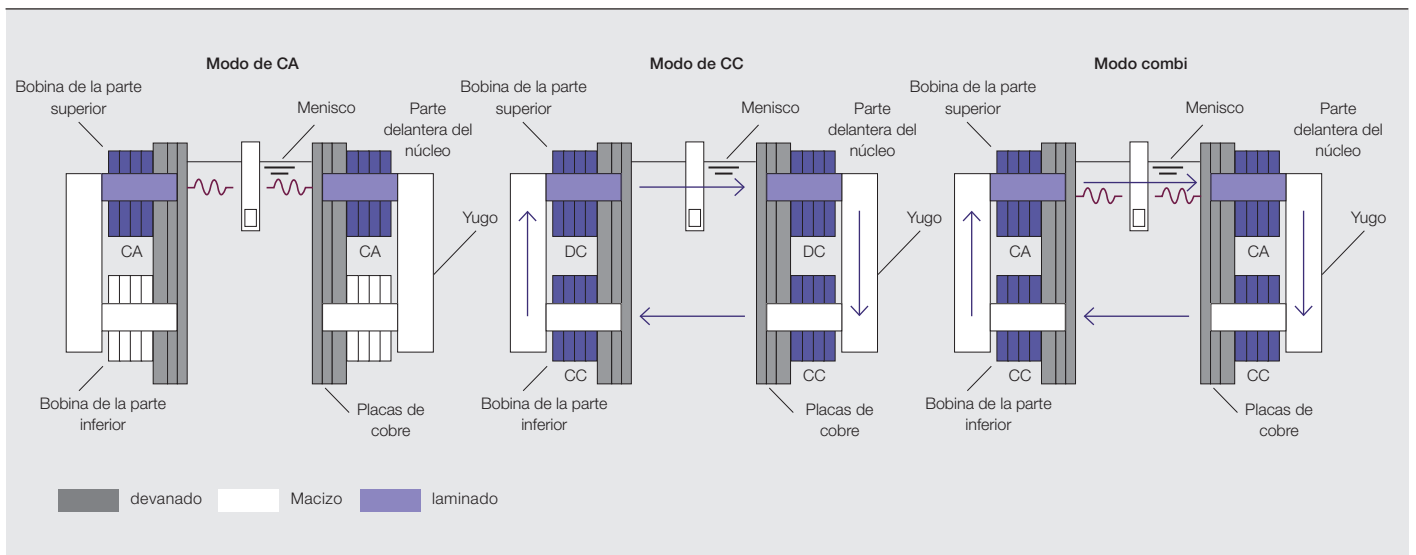 Modo de CA
Bobina de la parte
superior
Menisco
Parte
delantera del
núcleo
Yugo
CA
CA
Bobina de la parte
inferior
Placas de
cobre
Modo de CC
Bobina de la parte
superior
Menisco
Parte
delantera del
núcleo
Yugo
DC
DC
CC
CC
Bobina de la parte
inferior
Placas de
cobre
Modo combi
Bobina de la parte
superior
Menisco
Parte
delantera del
núcleo
Yugo
CA
CA
CC
CC
Bobina de la parte
inferior
Placas de
cobre
devanado
Macizo
laminado